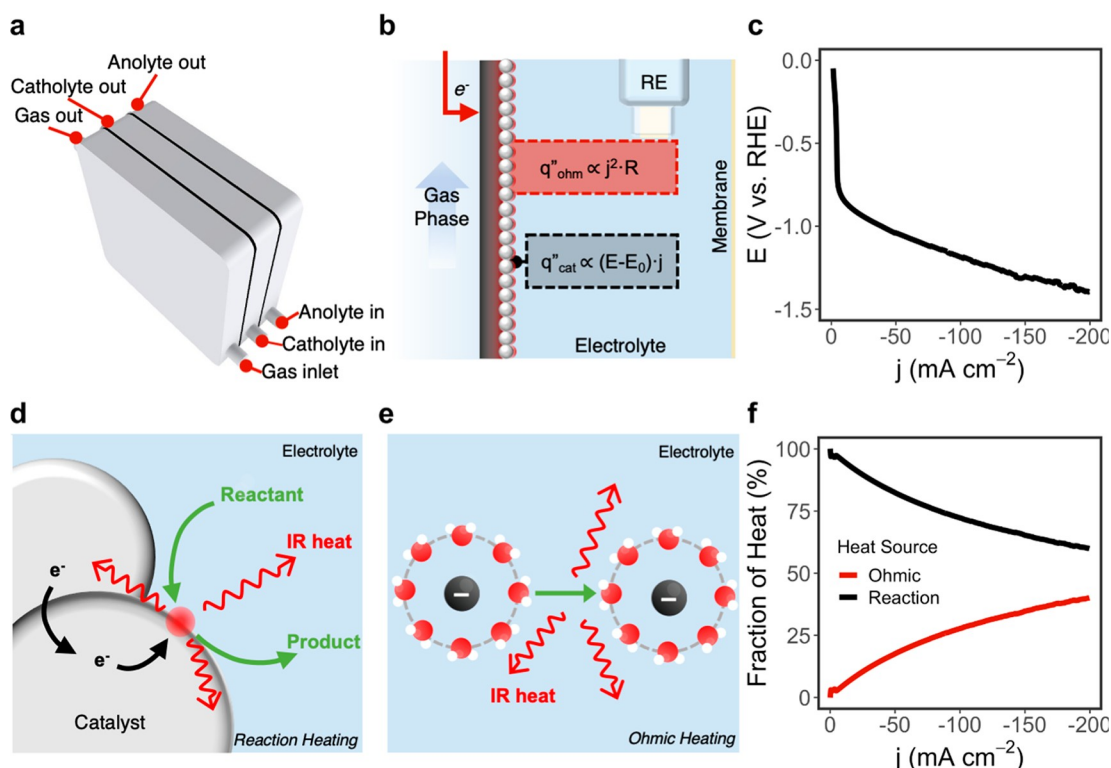 a
Anolyte out
Catholyte out
Gas out
Anolyte in
Catholyte in
Gas inlet
b
e-
RE
q"ohm ∝ j²·R
Gas
Phase
q"cat ∝ (E-E0)·j
Membrane
Electrolyte
c
0.0
-0.5
-1.0
-1.5
E (V vs. RHE)
0 -50 -100 -150 -200
j (mA cm−2)
d
Electrolyte
Reactant
IR heat
e-
e-
Product
Catalyst
Reaction Heating
e
Electrolyte
− −
IR heat
Ohmic Heating
f
100
75
50
25
0
Fraction of Heat (%)
Heat Source
Ohmic
Reaction
0 -50 -100 -150 -200
j (mA cm−2)